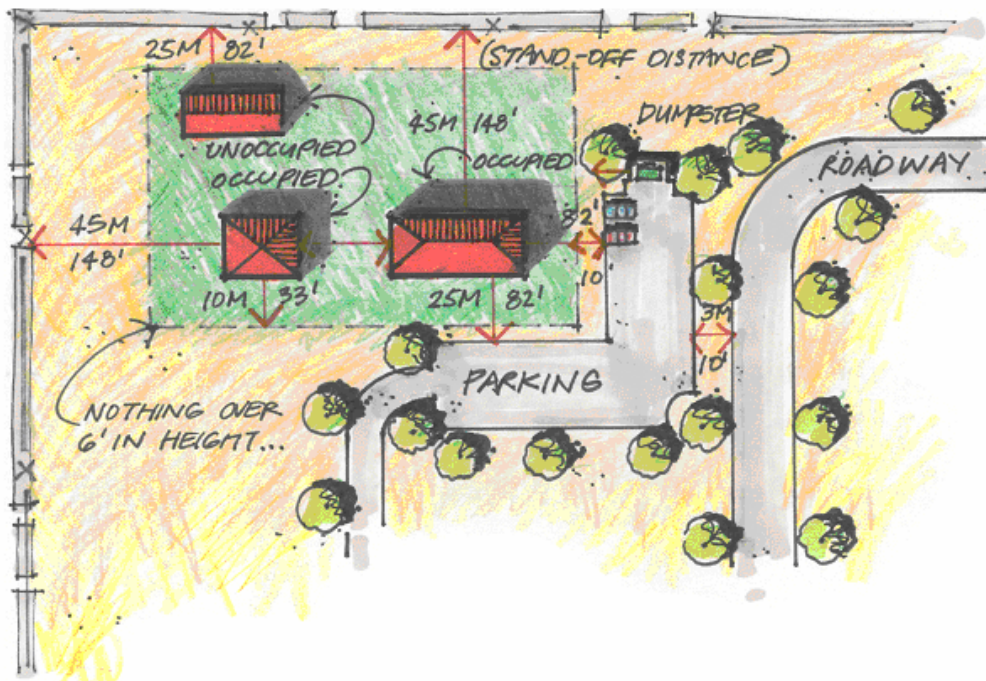 25M 82'
(STAND-OFF DISTANCE)
DUMPSTER
45M 148'
UNOCCUPIED
OCCUPIED
OCCUPIED
ROADWAY
82'
45M
148'
10'
10M 33'
25M 82'
3M
10'
PARKING
NOTHING OVER
6' IN HEIGHT...